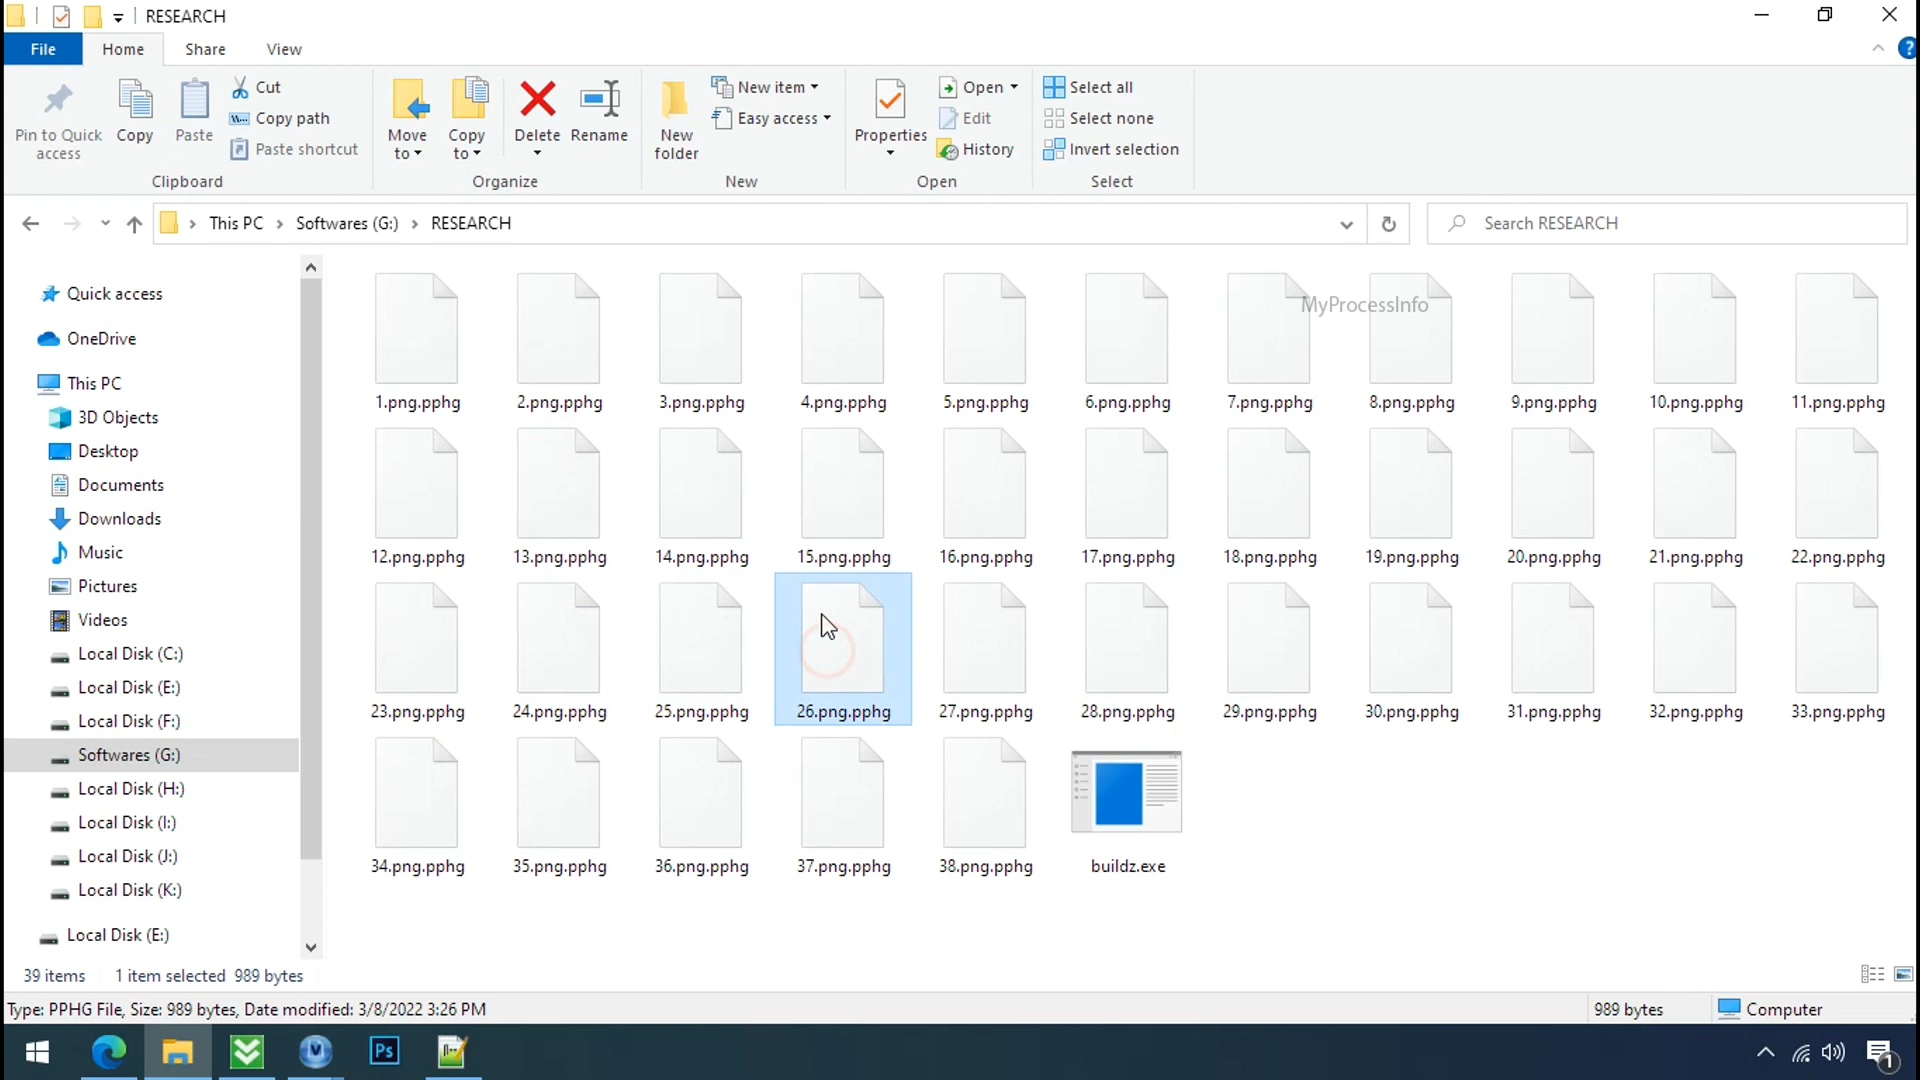 RESEARCH
File Home Share View
Pin to Quick access
Copy
Paste
Cut
Copy path
Paste shortcut
Clipboard
Move to
Copy to
Delete
Rename
Organize
New folder
New item
Easy access
New
Properties
Open
Edit
History
Open
Select all
Select none
Invert selection
Select
This PC Softwares (G:) RESEARCH
Search RESEARCH
Quick access
OneDrive
This PC
3D Objects
Desktop
Documents
Downloads
Music
Pictures
Videos
Local Disk (C:)
Local Disk (E:)
Local Disk (F:)
Softwares (G:)
Local Disk (H:)
Local Disk (I:)
Local Disk (J:)
Local Disk (K:)
Local Disk (E:)
MyProcessInfo
1.png.pphg 2.png.pphg 3.png.pphg 4.png.pphg 5.png.pphg 6.png.pphg 7.png.pphg 8.png.pphg 9.png.pphg 10.png.pphg 11.png.pphg
12.png.pphg 13.png.pphg 14.png.pphg 15.png.pphg 16.png.pphg 17.png.pphg 18.png.pphg 19.png.pphg 20.png.pphg 21.png.pphg 22.png.pphg
23.png.pphg 24.png.pphg 25.png.pphg 26.png.pphg 27.png.pphg 28.png.pphg 29.png.pphg 30.png.pphg 31.png.pphg 32.png.pphg 33.png.pphg
34.png.pphg 35.png.pphg 36.png.pphg 37.png.pphg 38.png.pphg buildz.exe
39 items 1 item selected 989 bytes
Type: PPHG File, Size: 989 bytes, Date modified: 3/8/2022 3:26 PM 989 bytes Computer
Ps
1